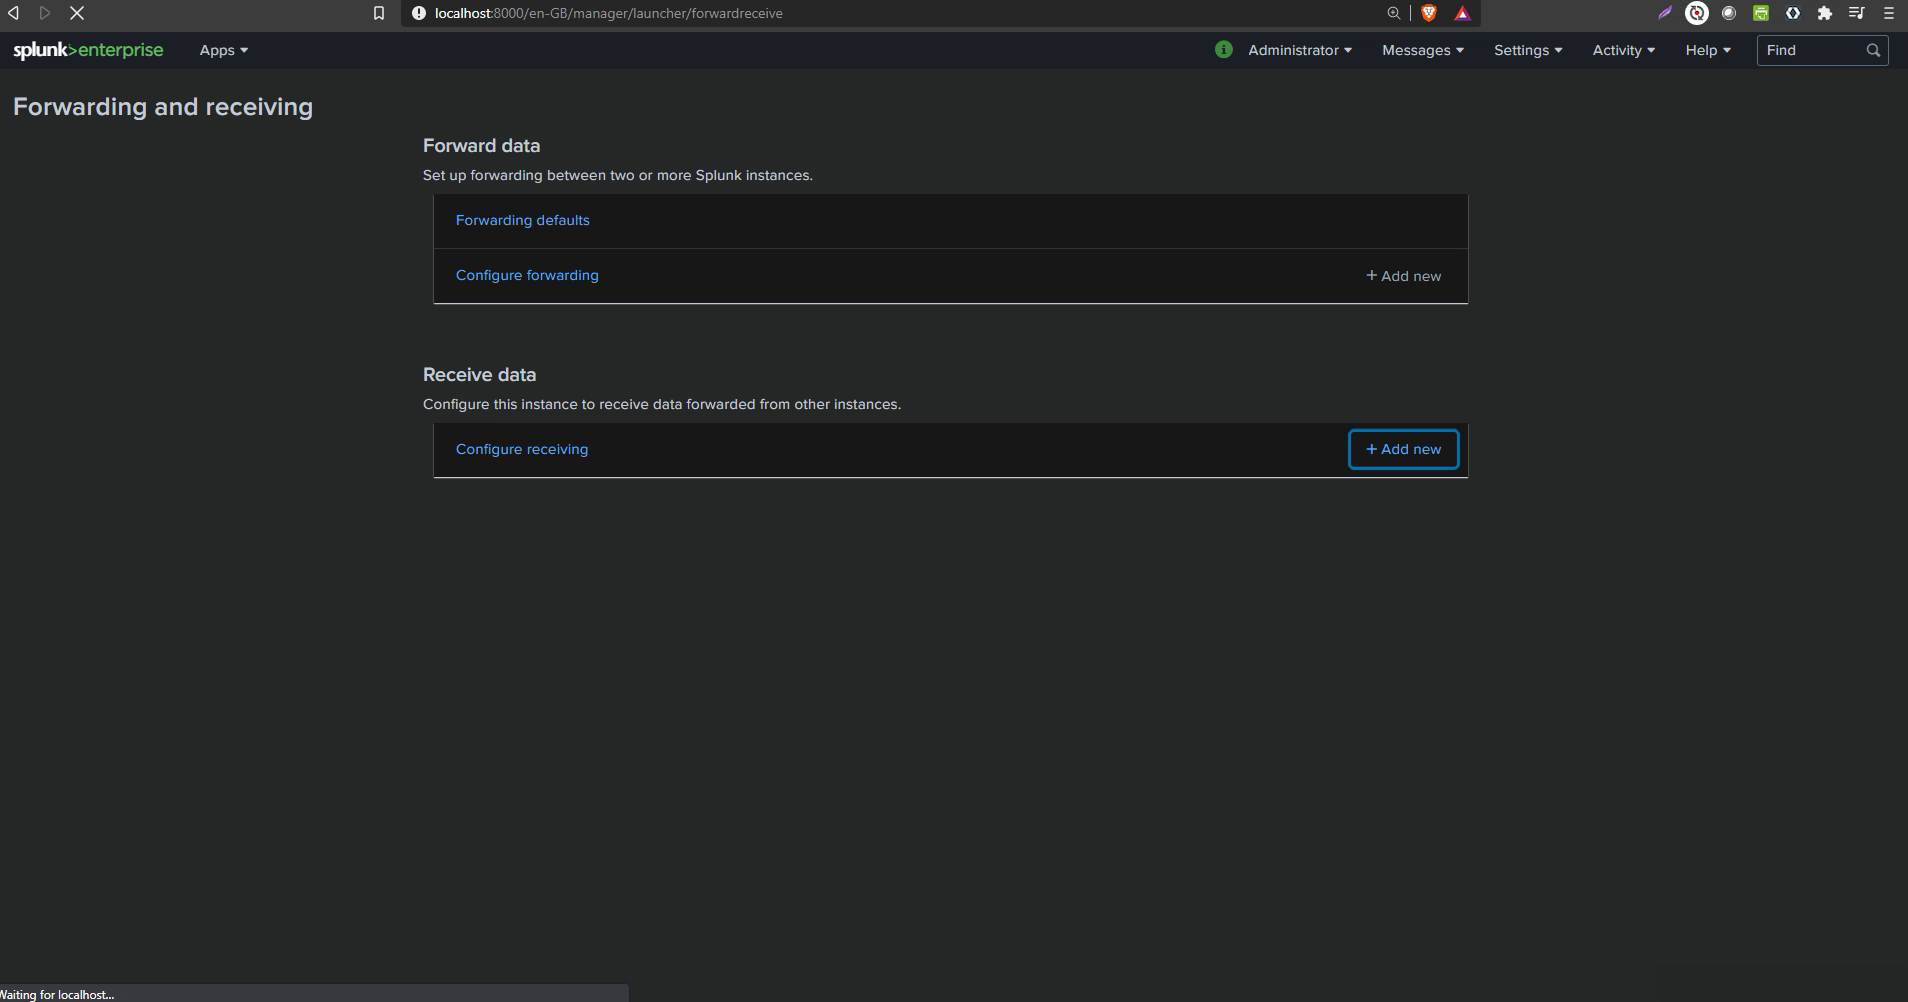 localhost:8000/en-GB/manager/launcher/forwardreceive
splunk>enterprise Apps Administrator Messages Settings Activity Help Find
Forwarding and receiving
Forward data
Set up forwarding between two or more Splunk instances.
Forwarding defaults
Configure forwarding + Add new
Receive data
Configure this instance to receive data forwarded from other instances.
Configure receiving + Add new
Waiting for localhost...